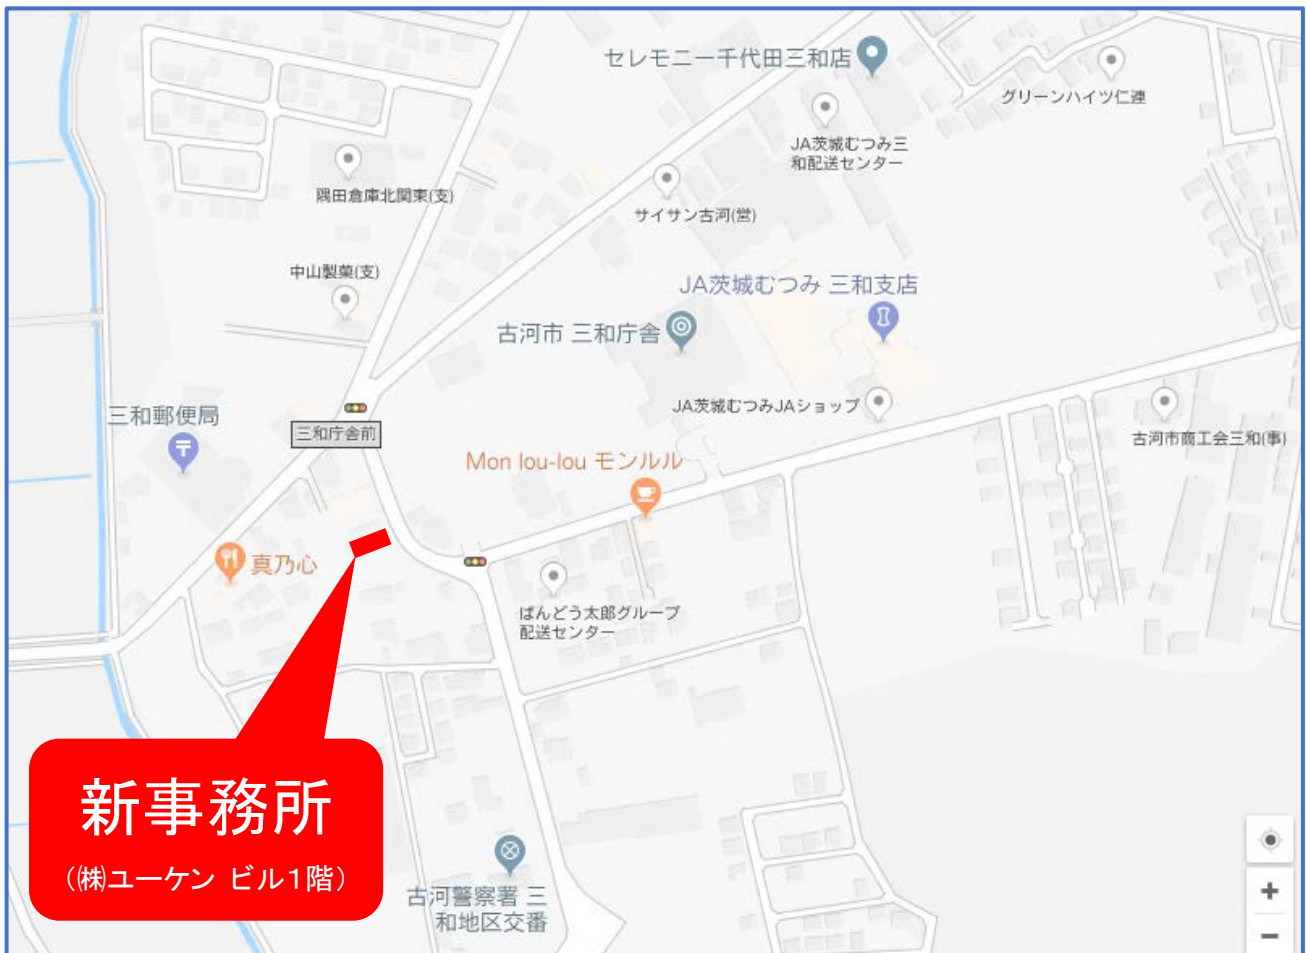 セレモニー千代田三和店
グリーンハイツ仁連
JA茨城むつみ三
和配送センター
隅田倉庫北関東(支)
サイサン古河(営)
中山製菓(支)
JA茨城むつみ 三和支店
古河市 三和庁舎
三和郵便局
三和庁舎前
JA茨城むつみJAショップ
古河市商工会三和(事)
Mon lou-lou モンルル
真乃心
ばんどう太郎グループ
配送センター
新事務所
(㈱ユーケン ビル1階)
古河警察署 三
和地区交番